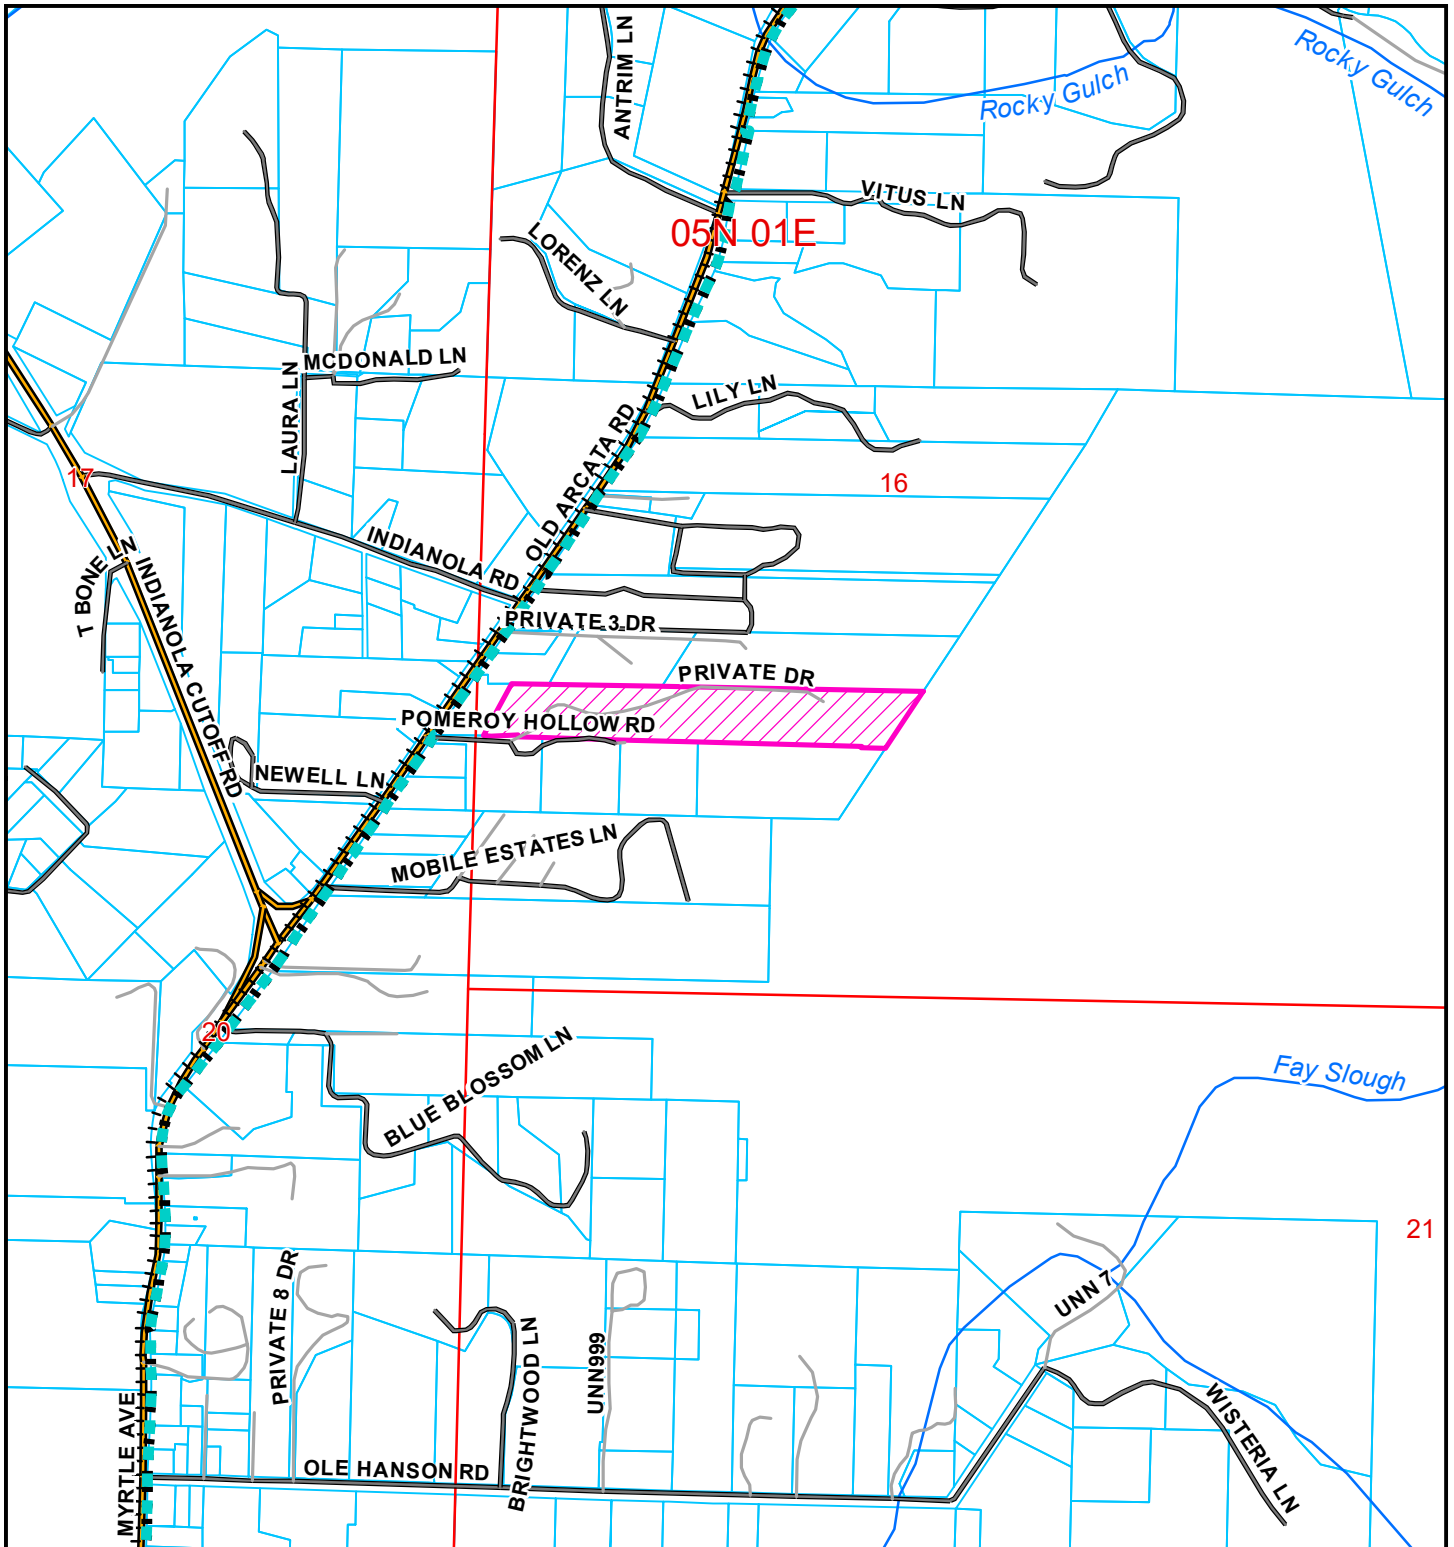 ANTRIM LN
Rocky Gulch
Rocky Gulch
VITUS LN
05N 01E
LORENZ LN
MCDONALD LN
LAURA LN
LILY LN
OLD ARCATA RD
17
16
INDIANOLA RD
T BONE LN
INDIANOLA CUTOFF RD
PRIVATE 3 DR
PRIVATE DR
POMEROY HOLLOW RD
NEWELL LN
MOBILE ESTATES LN
20
BLUE BLOSSOM LN
Fay Slough
21
PRIVATE 8 DR
UNN 7
UNN999
BRIGHTWOOD LN
MYRTLE AVE
OLE HANSON RD
WISTERIA LN